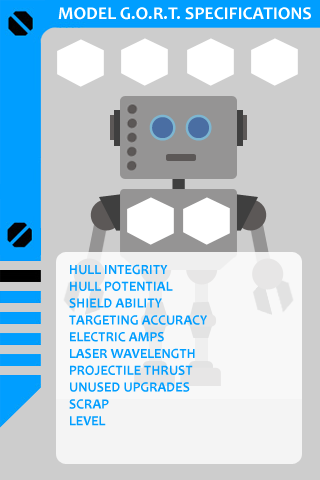 MODEL G.O.R.T. SPECIFICATIONS
HULL INTEGRITY
HULL POTENTIAL
SHIELD ABILITY
TARGETING ACCURACY
ELECTRIC AMPS
LASER WAVELENGTH
PROJECTILE THRUST
UNUSED UPGRADES
SCRAP
LEVEL